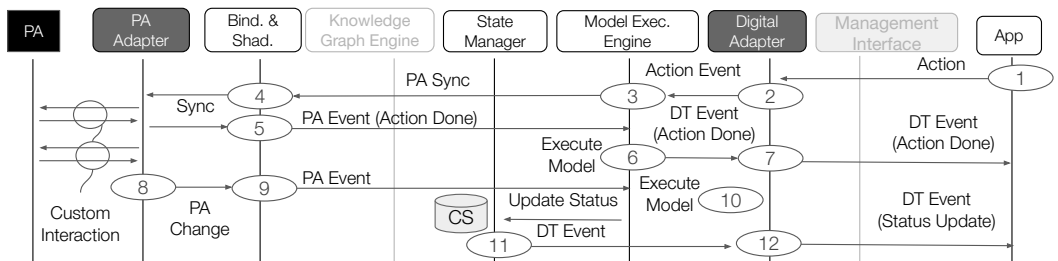 PA
PA
Adapter
Bind. &
Shad.
Knowledge
Graph Engine
State
Manager
Model Exec.
Engine
Digital
Adapter
Management
Interface
App
Action
1
Action Event
2
PA Sync
3
4
Sync
5
PA Event (Action Done)
DT Event
(Action Done)
DT Event
(Action Done)
Execute
Model
6
7
8
9
PA Event
PA
Change
Custom
Interaction
Execute
Model
10
Update Status
CS
11
DT Event
12
DT Event
(Status Update)